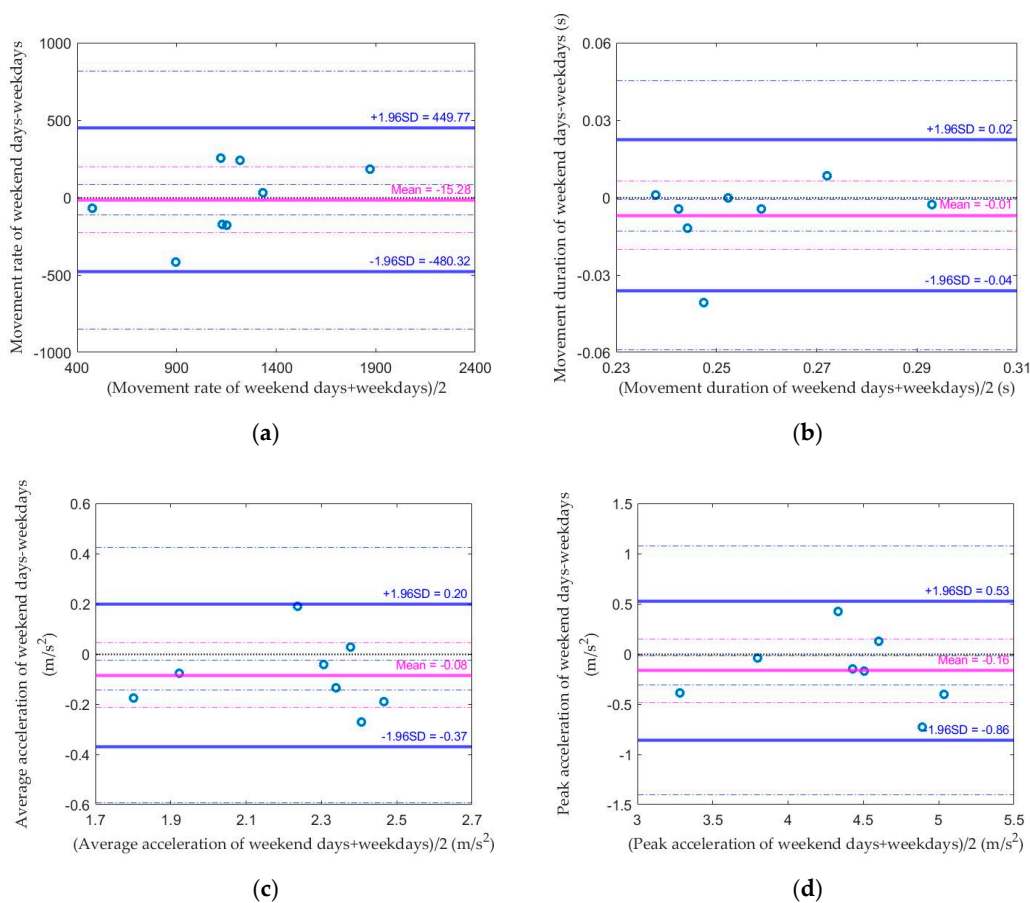 Movement rate of weekend days-weekdays
1000
500
0
-500
-1000
+1.96SD = 449.77
Mean = -15.28
-1.96SD = -480.32
400 900 1400 1900 2400
(Movement rate of weekend days+weekdays)/2
(a)
Movement duration of weekend days-weekdays (s)
0.06
0.03
0
-0.03
-0.06
+1.96SD = 0.02
Mean = -0.01
-1.96SD = -0.04
0.23 0.25 0.27 0.29 0.31
(Movement duration of weekend days+weekdays)/2 (s)
(b)
Average acceleration of weekend days-weekdays
(m/s²)
0.6
0.4
0.2
0
-0.2
-0.4
-0.6
+1.96SD = 0.20
Mean = -0.08
-1.96SD = -0.37
1.7 1.9 2.1 2.3 2.5 2.7
(Average acceleration of weekend days+weekdays)/2 (m/s²)
(c)
Peak acceleration of weekend days-weekdays
(m/s²)
1.5
1
0.5
0
-0.5
-1
-1.5
+1.96SD = 0.53
Mean = -0.16
-1.96SD = -0.86
3 3.5 4 4.5 5 5.5
(Peak acceleration of weekend days+weekdays)/2 (m/s²)
(d)